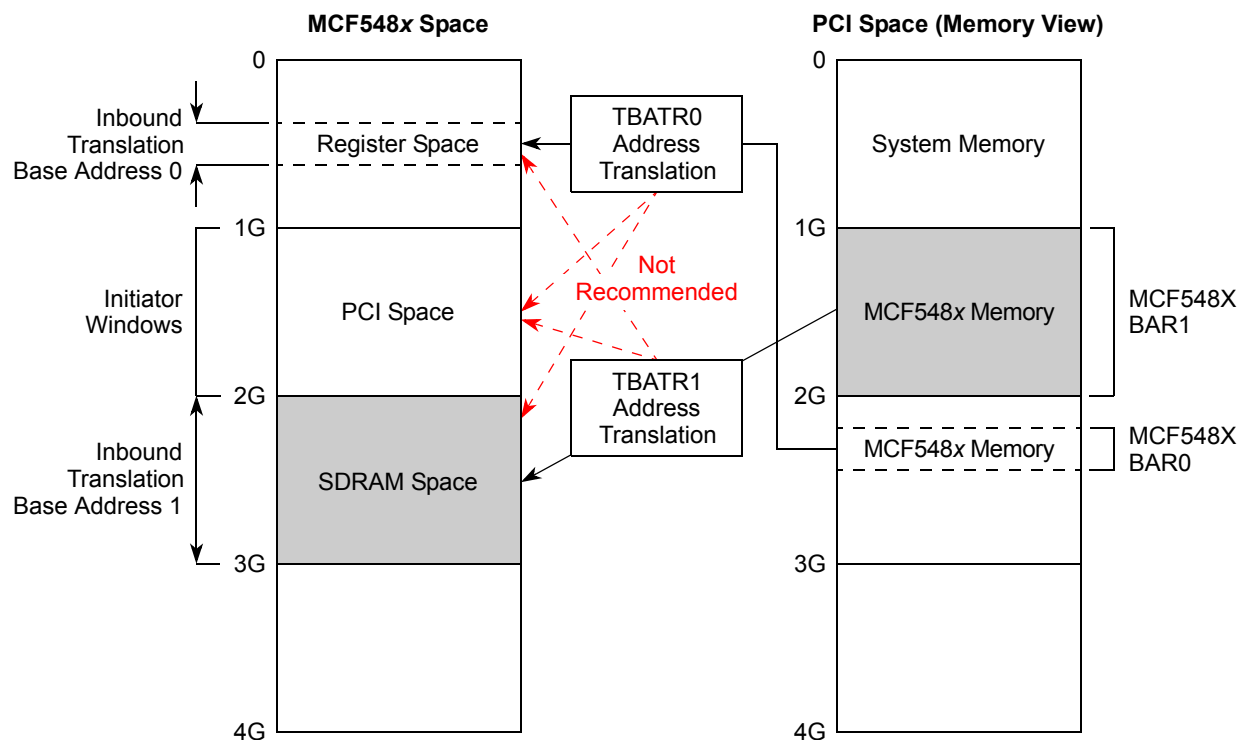 MCF548x Space
PCI Space (Memory View)
0
Inbound
Translation
Base Address 0
Register Space
TBATR0
Address
Translation
0
System Memory
1G
Initiator
Windows
PCI Space
Not
Recommended
1G
MCF548x Memory
MCF548X
BAR1
2G
TBATR1
Address
Translation
2G
MCF548x Memory
MCF548X
BAR0
Inbound
Translation
Base Address 1
SDRAM Space
3G
3G
4G
4G